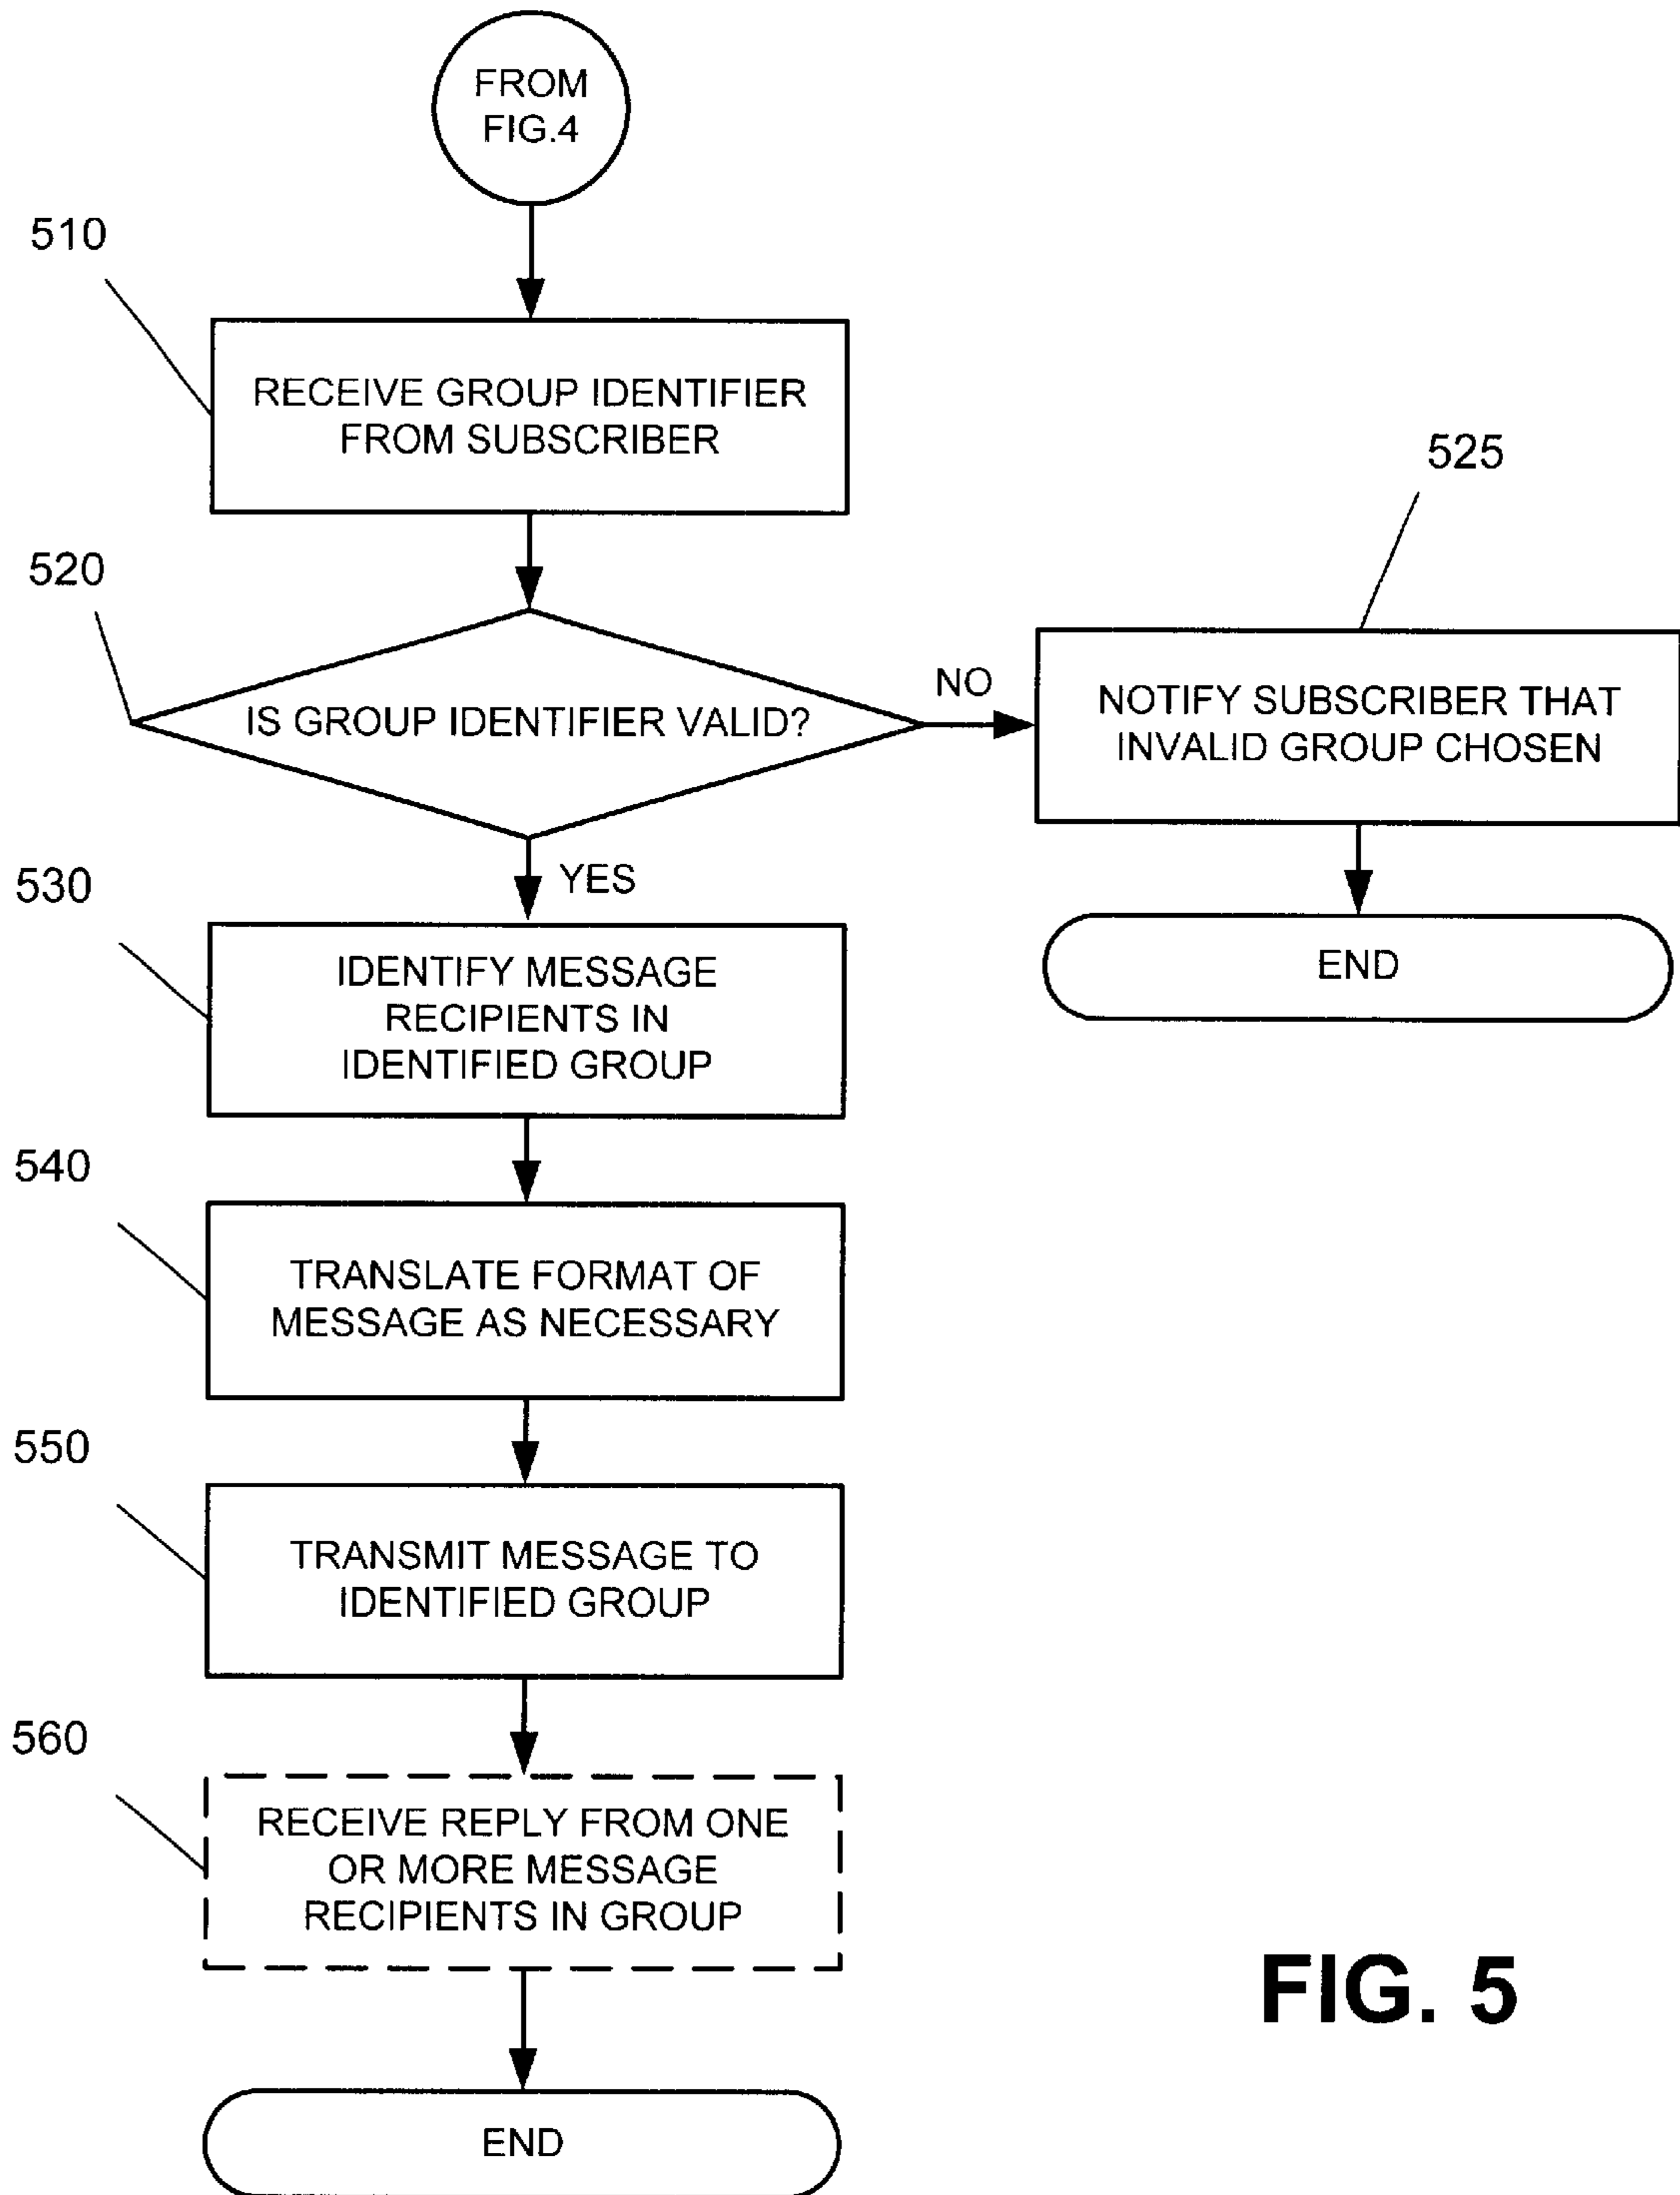 FROM
FIG.4
510
RECEIVE GROUP IDENTIFIER
FROM SUBSCRIBER
525
520
IS GROUP IDENTIFIER VALID?
NO
NOTIFY SUBSCRIBER THAT
INVALID GROUP CHOSEN
YES
END
530
IDENTIFY MESSAGE
RECIPIENTS IN
IDENTIFIED GROUP
540
TRANSLATE FORMAT OF
MESSAGE AS NECESSARY
550
TRANSMIT MESSAGE TO
IDENTIFIED GROUP
560
RECEIVE REPLY FROM ONE
OR MORE MESSAGE
RECIPIENTS IN GROUP
FIG. 5
END